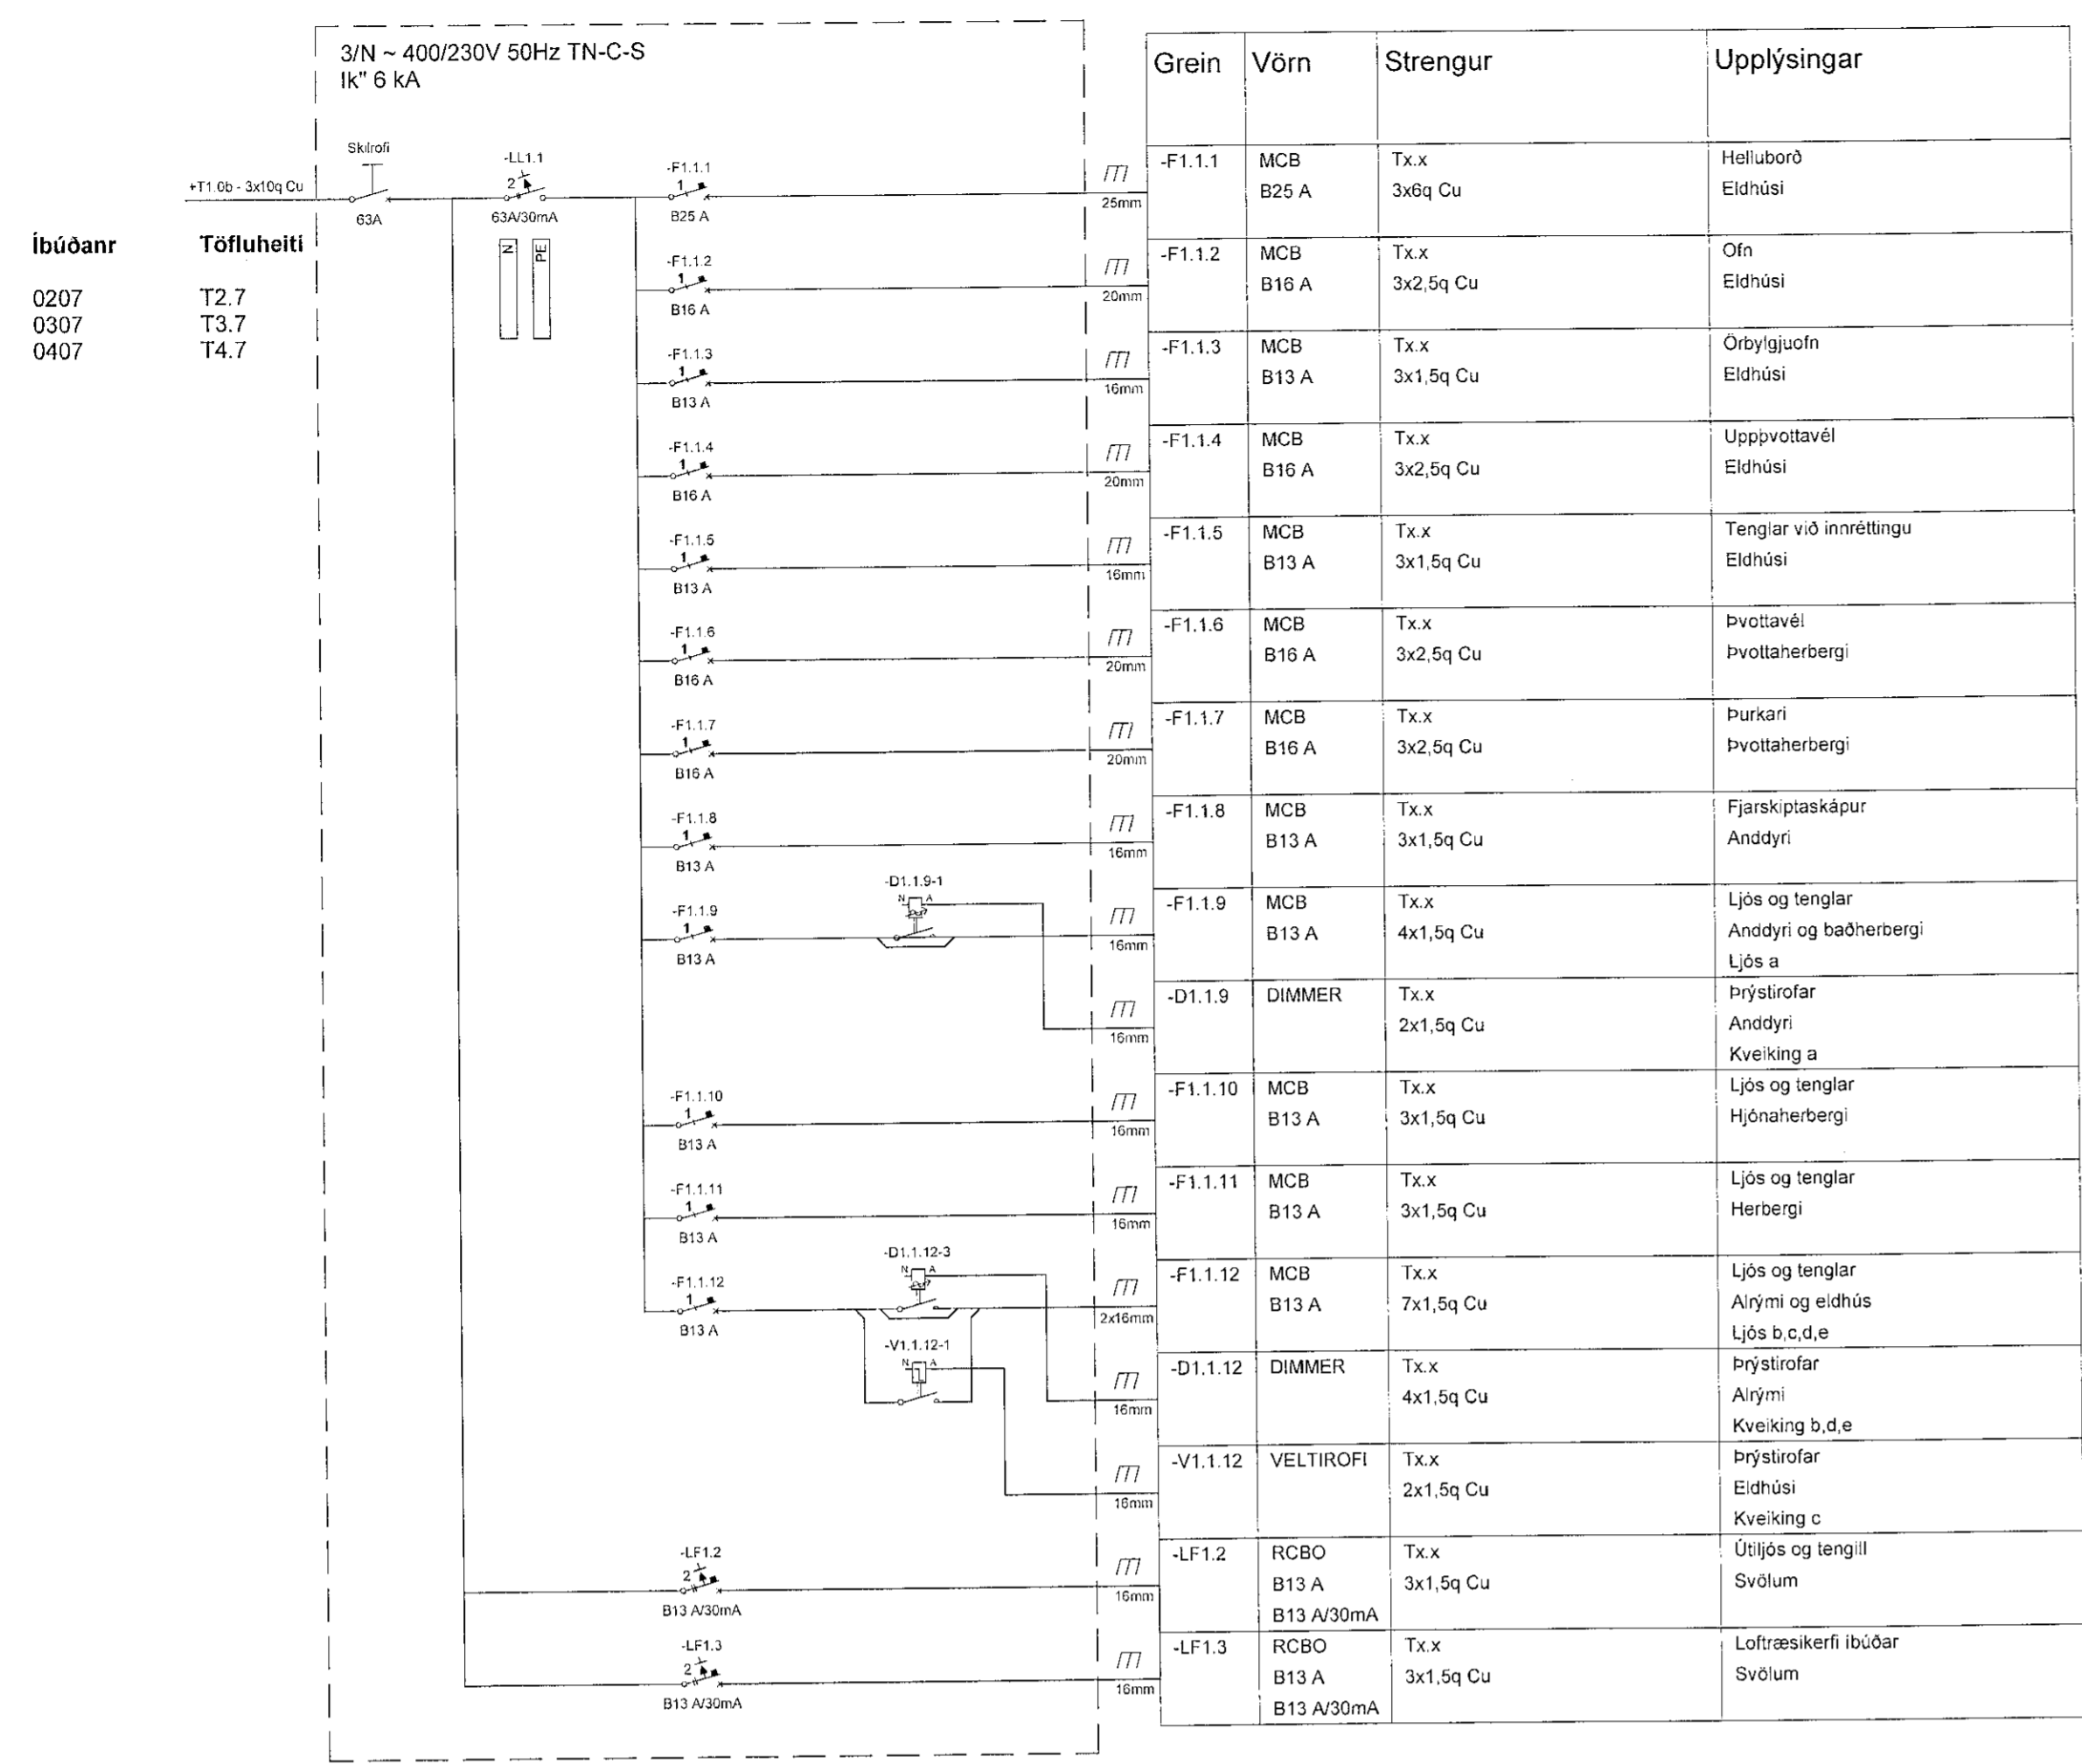 3/N ~ 400/230V 50Hz TN-C-S
Ik" 6 kA
Skilrofi
+T1.0b - 3x10q Cu
63A
-LL1.1
2
63A/30mA
N
PE
Íbúðanr Töfluheiti
0207 T2.7
0307 T3.7
0407 T4.7
-F1.1.1
1
B25 A
25mm
-F1.1.2
1
B16 A
20mm
-F1.1.3
1
B13 A
16mm
-F1.1.4
1
B16 A
20mm
-F1.1.5
1
B13 A
16mm
-F1.1.6
1
B16 A
20mm
-F1.1.7
1
B16 A
20mm
-F1.1.8
1
B13 A
16mm
-D1.1.9-1
N A
-F1.1.9
1
B13 A
16mm
16mm
-F1.1.10
1
B13 A
16mm
-F1.1.11
1
B13 A
16mm
-D1.1.12-3
N A
-F1.1.12
1
B13 A
2x16mm
-V1.1.12-1
N A
16mm
16mm
-LF1.2
2
B13 A/30mA
16mm
-LF1.3
2
B13 A/30mA
16mm
Grein Vörn Strengur Upplýsingar
-F1.1.1 MCB Tx.x Helluborð
B25 A 3x6q Cu Eldhúsi
-F1.1.2 MCB Tx.x Ofn
B16 A 3x2,5q Cu Eldhúsi
-F1.1.3 MCB Tx.x Örbylgjuofn
B13 A 3x1,5q Cu Eldhúsi
-F1.1.4 MCB Tx.x Uppþvottavél
B16 A 3x2,5q Cu Eldhúsi
-F1.1.5 MCB Tx.x Tenglar við innréttingu
B13 A 3x1,5q Cu Eldhúsi
-F1.1.6 MCB Tx.x Þvottavél
B16 A 3x2,5q Cu Þvottaherbergi
-F1.1.7 MCB Tx.x Þurkari
B16 A 3x2,5q Cu Þvottaherbergi
-F1.1.8 MCB Tx.x Fjarskiptaskápur
B13 A 3x1,5q Cu Anddyri
-F1.1.9 MCB Tx.x Ljós og tenglar
B13 A 4x1,5q Cu Anddyri og baðherbergi
Ljós a
-D1.1.9 DIMMER Tx.x Þrýstirofar
2x1,5q Cu Anddyri
Kveiking a
-F1.1.10 MCB Tx.x Ljós og tenglar
B13 A 3x1,5q Cu Hjónaherbergi
-F1.1.11 MCB Tx.x Ljós og tenglar
B13 A 3x1,5q Cu Herbergi
-F1.1.12 MCB Tx.x Ljós og tenglar
B13 A 7x1,5q Cu Alrými og eldhús
Ljós b,c,d,e
-D1.1.12 DIMMER Tx.x Þrýstirofar
4x1,5q Cu Alrými
Kveiking b,d,e
-V1.1.12 VELTIROFI Tx.x Þrýstirofar
2x1,5q Cu Eldhúsi
Kveiking c
-LF1.2 RCBO Tx.x Útiljós og tengill
B13 A 3x1,5q Cu Svölum
B13 A/30mA
-LF1.3 RCBO Tx.x Loftræsikerfi íbúðar
B13 A 3x1,5q Cu Svölum
B13 A/30mA